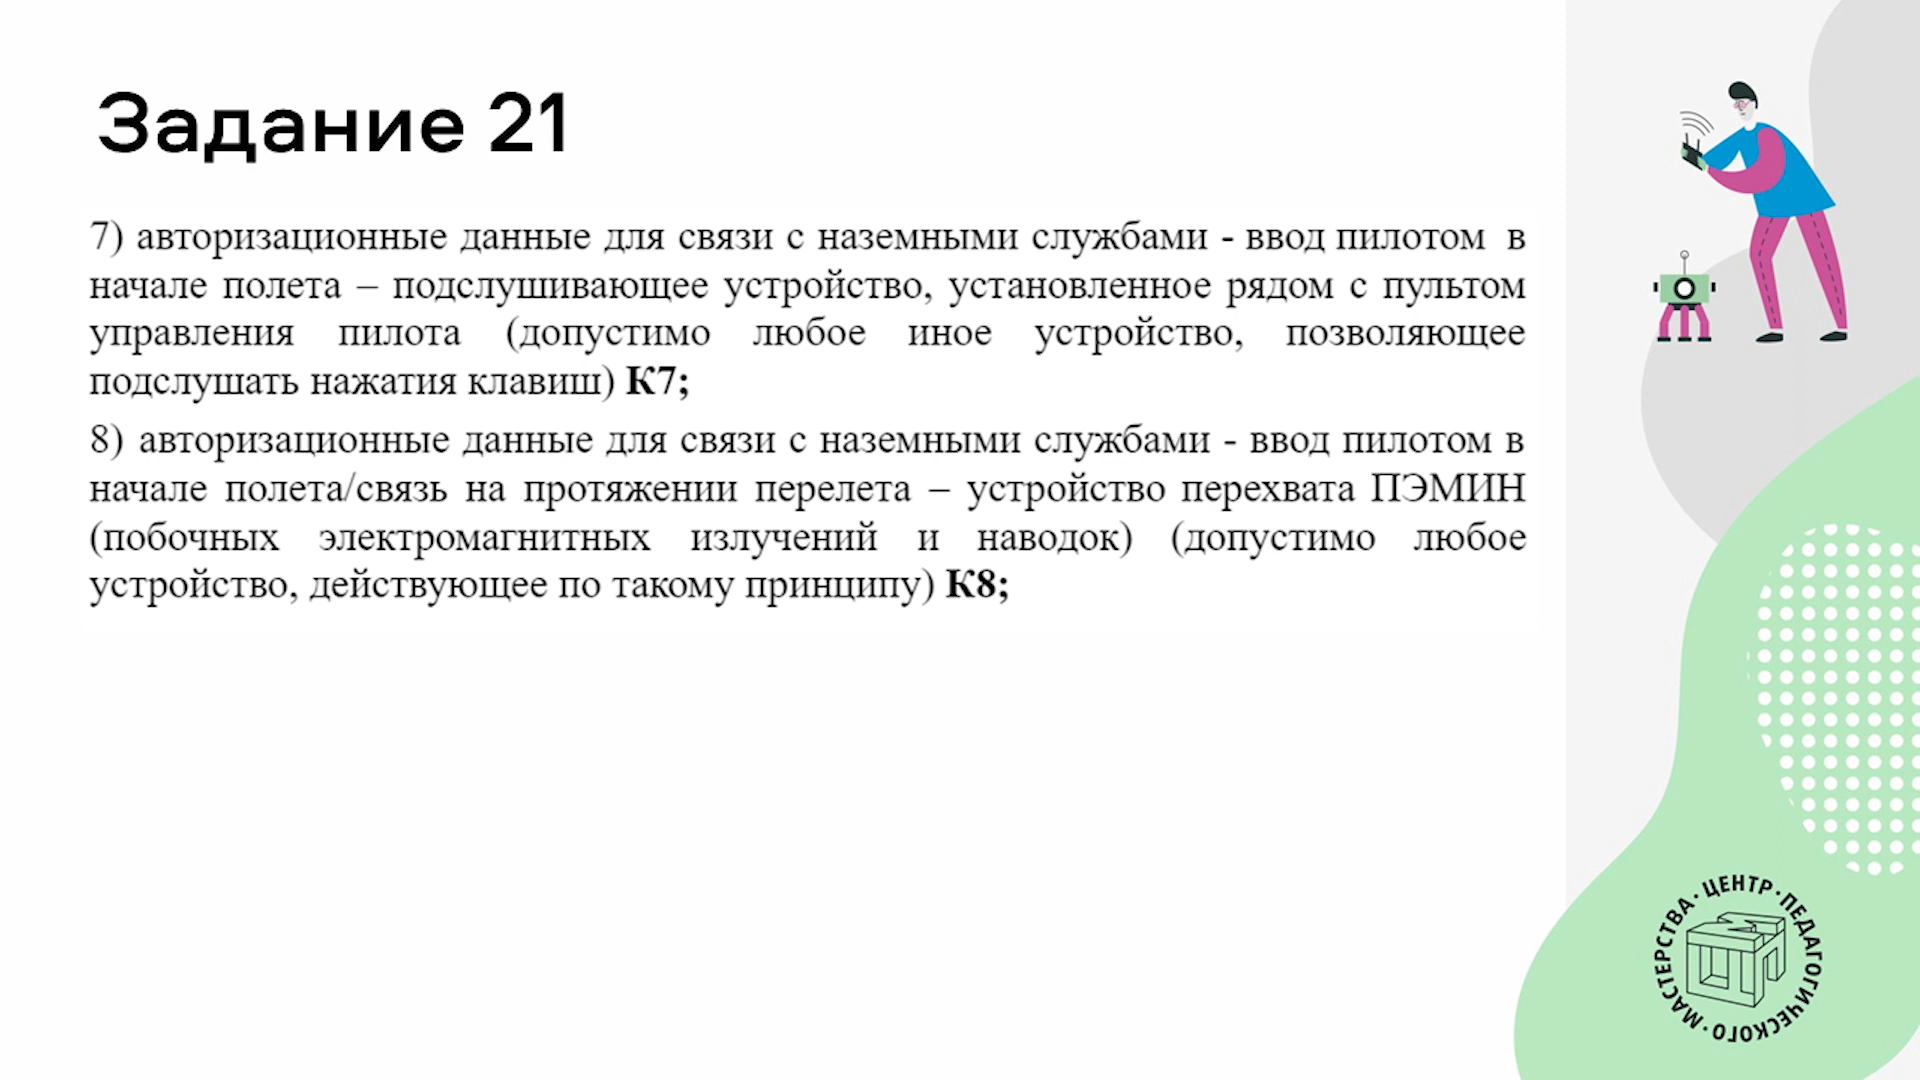 Задание 21
7) авторизационные данные для связи с наземными службами - ввод пилотом в
начале полета – подслушивающее устройство, установленное рядом с пультом
управления пилота (допустимо любое иное устройство, позволяющее
подслушать нажатия клавиш) К7;
8) авторизационные данные для связи с наземными службами - ввод пилотом в
начале полета/связь на протяжении перелета – устройство перехвата ПЭМИН
(побочных электромагнитных излучений и наводок) (допустимо любое
устройство, действующее по такому принципу) К8;
ЦЕНТР · ПЕДАГОГИЧЕСКОГО · МАСТЕРСТВА ·